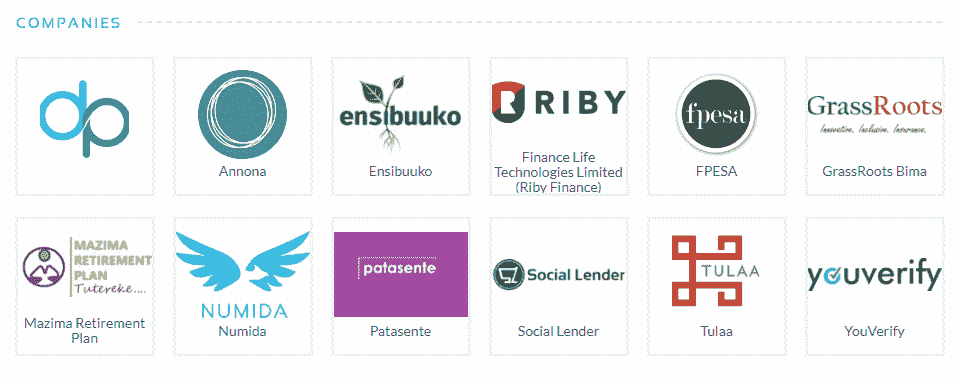 COMPANIES
dp
Annona
ensibuuko
Ensibuuko
RIBY
Finance Life
Technologies Limited
(Riby Finance)
fpesa
FPESA
GrassRoots
Innovative. Inclusive. Insurance.
GrassRoots Bima
MAZIMA
RETIREMENT
PLAN
Tutereke....
Mazima Retirement
Plan
NUMIDA
Numida
patasente
Patasente
Social Lender
Social Lender
TULAA
Tulaa
youverify
YouVerify